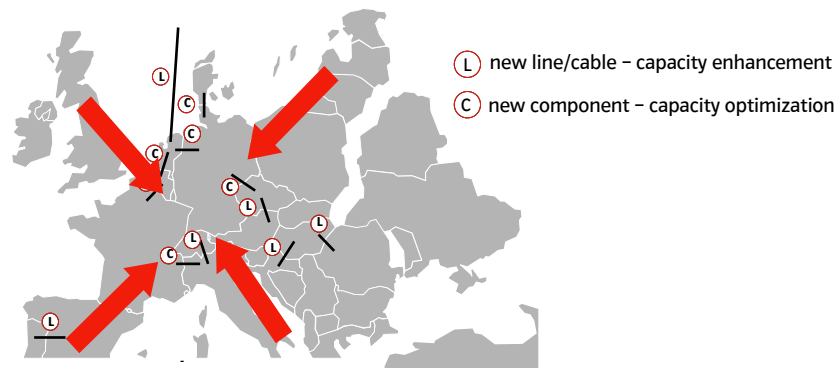 L new line/cable – capacity enhancement
C new component – capacity optimization
L
C
C
C
C
L
L
L
L
C
L